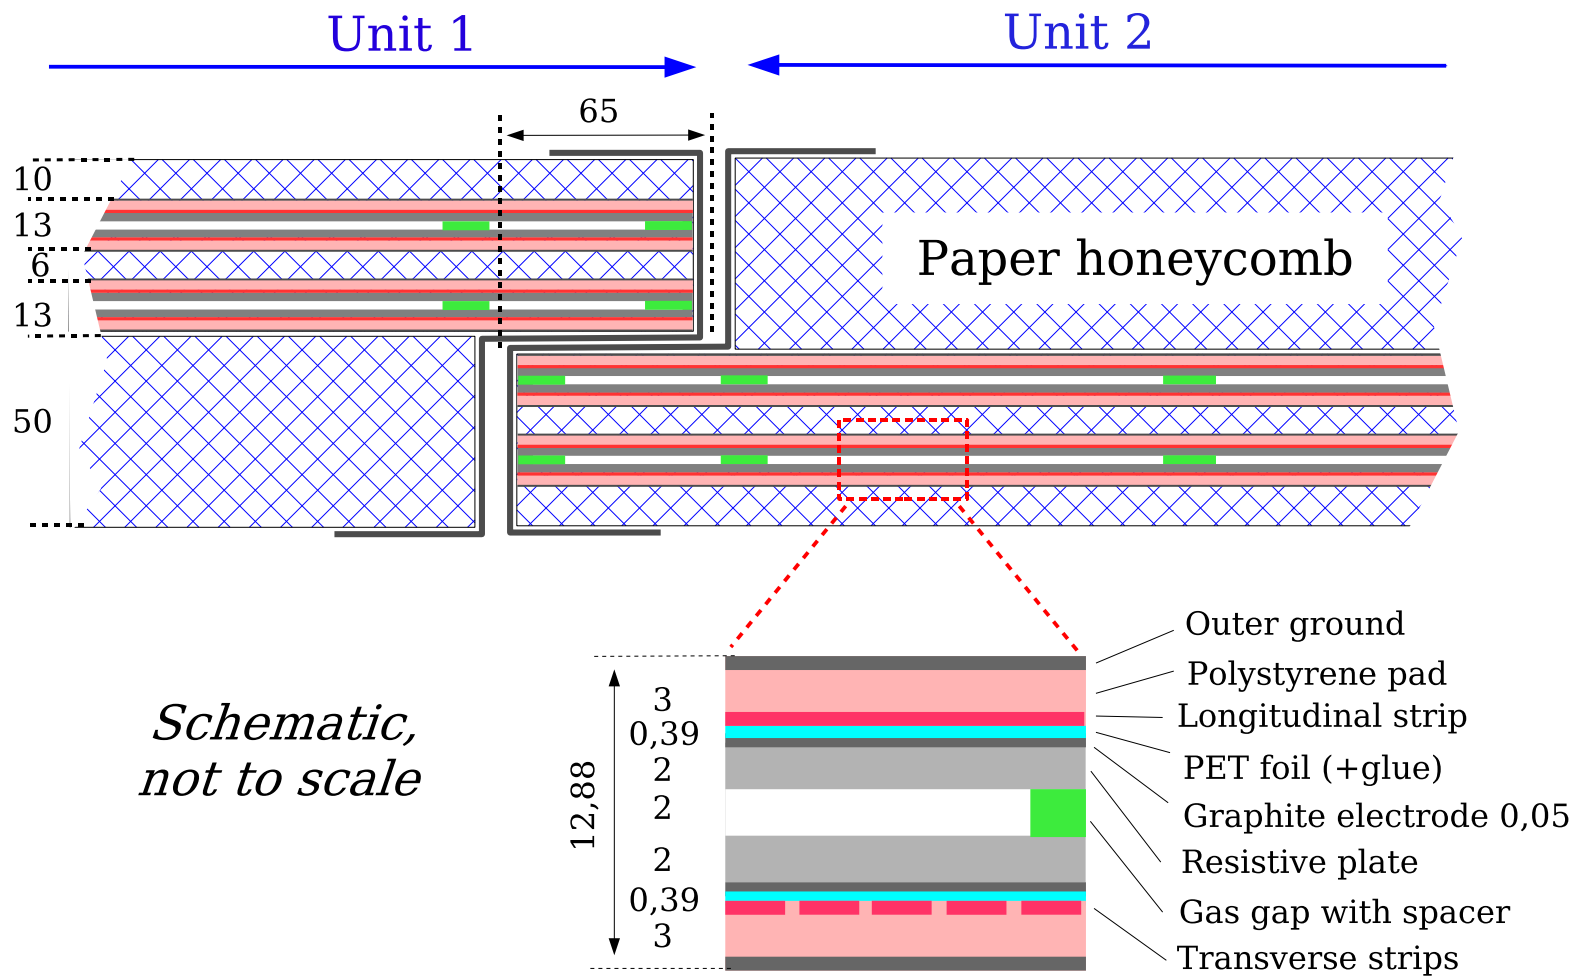 Unit 1
Unit 2
65
10
13
6
13
50
Paper honeycomb
Schematic,
not to scale
12,88
3
0,39
2
2
2
0,39
3
Outer ground
Polystyrene pad
Longitudinal strip
PET foil (+glue)
Graphite electrode 0,05
Resistive plate
Gas gap with spacer
Transverse strips